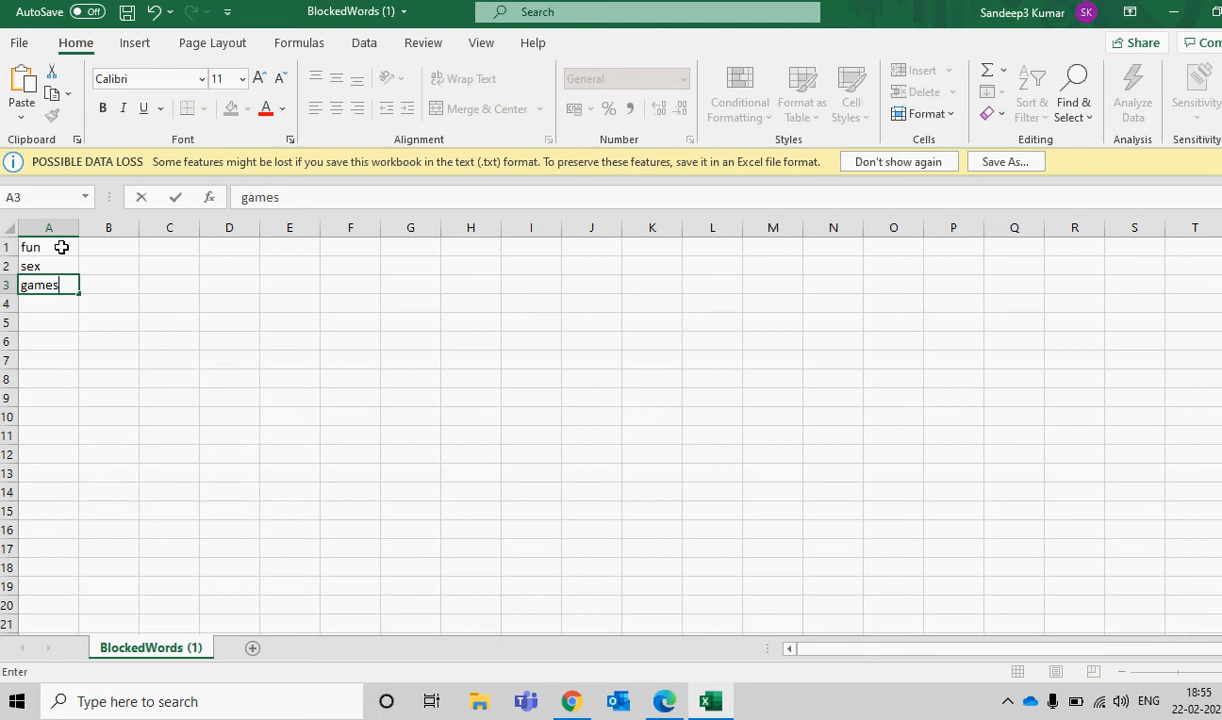 AutoSave Off BlockedWords (1) Search Sandeep3 Kumar SK
File Home Insert Page Layout Formulas Data Review View Help Share Com
Paste Calibri 11 A A Wrap Text General Conditional Formatting Format as Table Cell Styles Insert Sort & Filter Find & Select Analyze Data Sensitivity
B I U A Merge & Center % Delete
Format
Clipboard Font Alignment Number Styles Cells Editing Analysis Sensitivity
POSSIBLE DATA LOSS Some features might be lost if you save this workbook in the text (.txt) format. To preserve these features, save it in an Excel file format. Don't show again Save As...
A3 fx games
A B C D E F G H I J K L M N O P Q R S T
1 fun
2 sex
3 games
4
5
6
7
8
9
10
11
12
13
14
15
16
17
18
19
20
21
BlockedWords (1)
Enter
Type here to search ENG 18:55
22-02-202